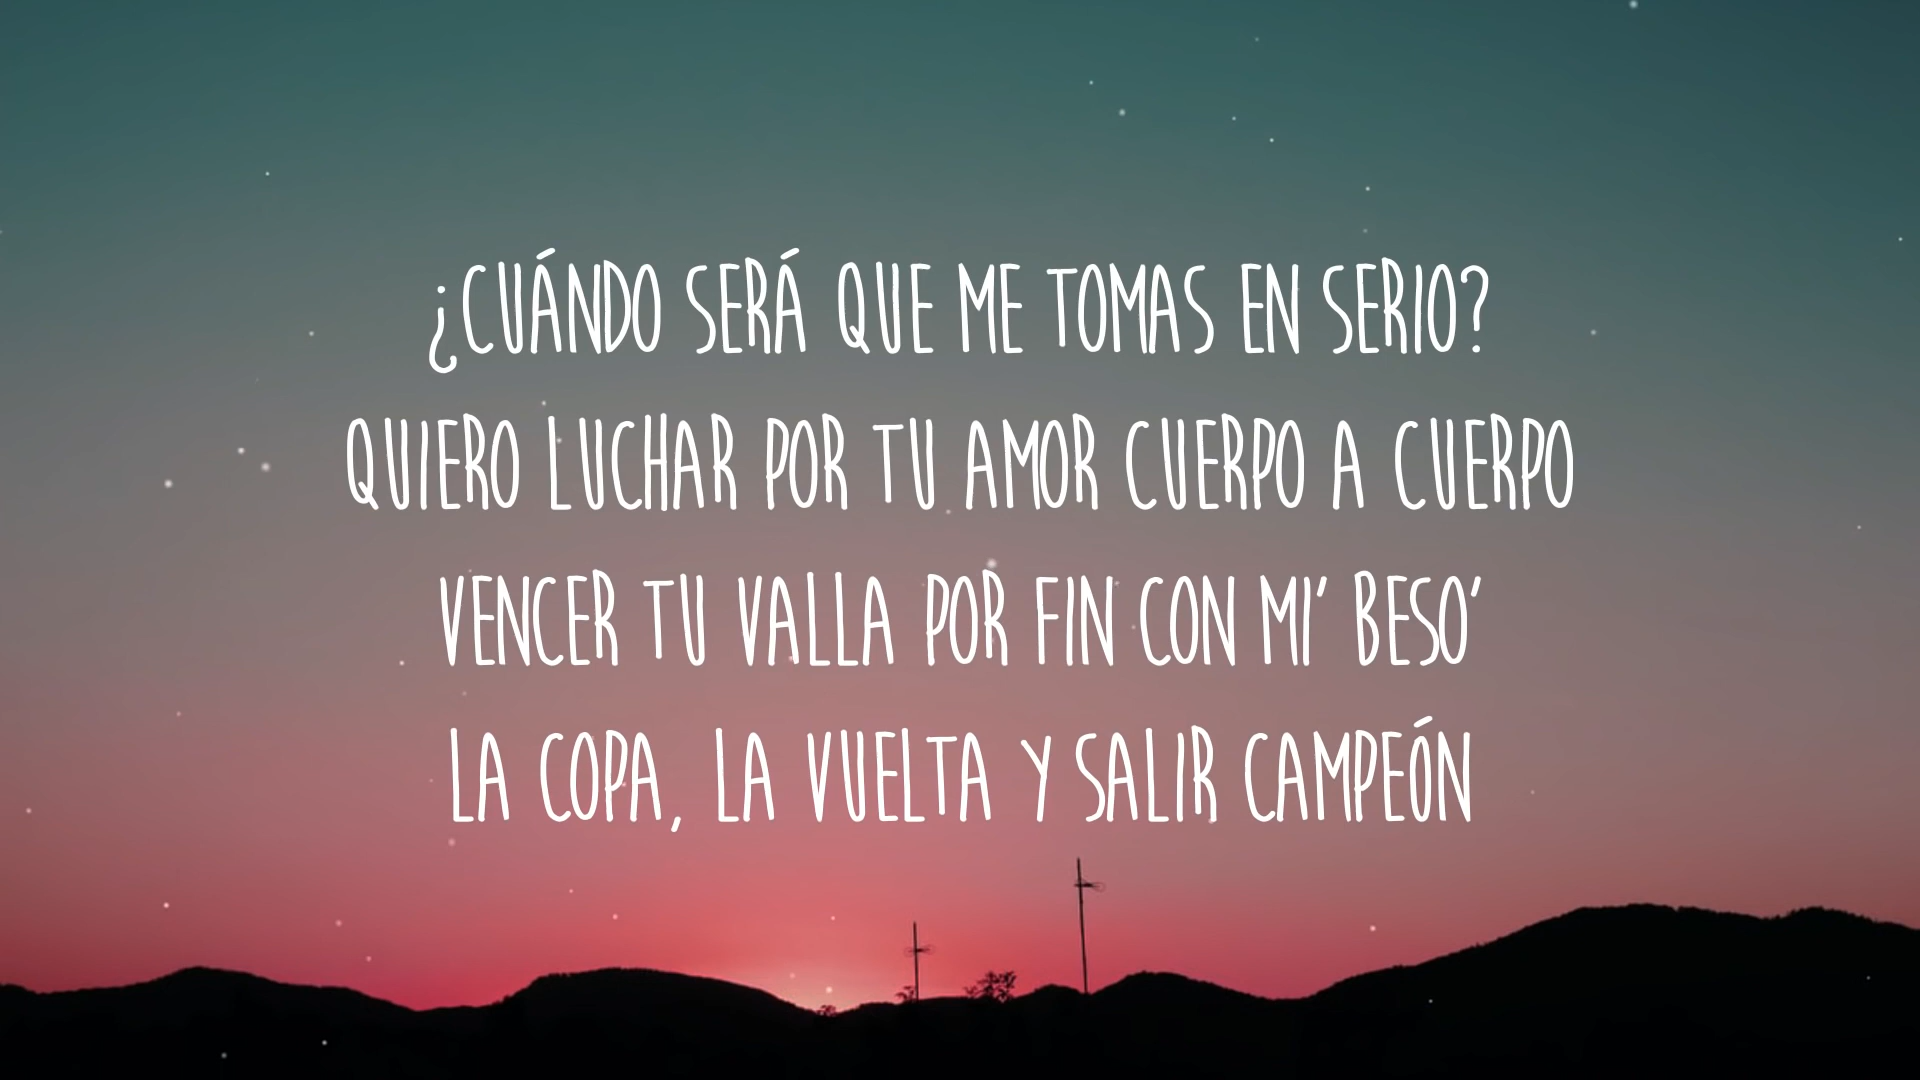 ¿CUÁNDO SERÁ QUE ME TOMAS EN SERIO?
QUIERO LUCHAR POR TU AMOR CUERPO A CUERPO
VENCER TU VALLA POR FIN CON MI' BESO'
LA COPA, LA VUELTA Y SALIR CAMPEÓN